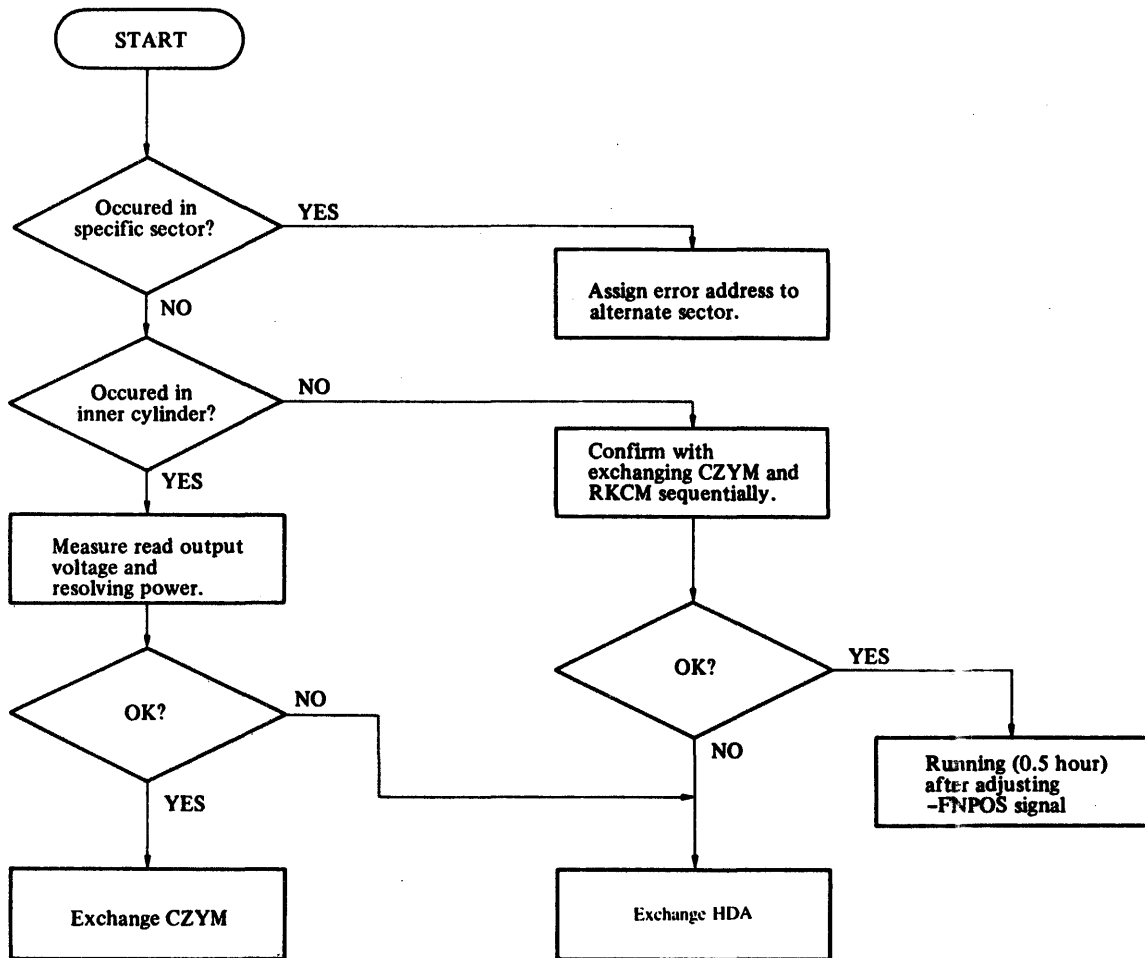 START
Occured in
specific sector?
YES
Assign error address to
alternate sector.
NO
Occured in
inner cylinder?
NO
Confirm with
exchanging CZYM and
RKCM sequentially.
YES
Measure read output
voltage and
resolving power.
OK?
NO
OK?
YES
NO
Running (0.5 hour)
after adjusting
-FNPOS signal
YES
Exchange CZYM
Exchange HDA